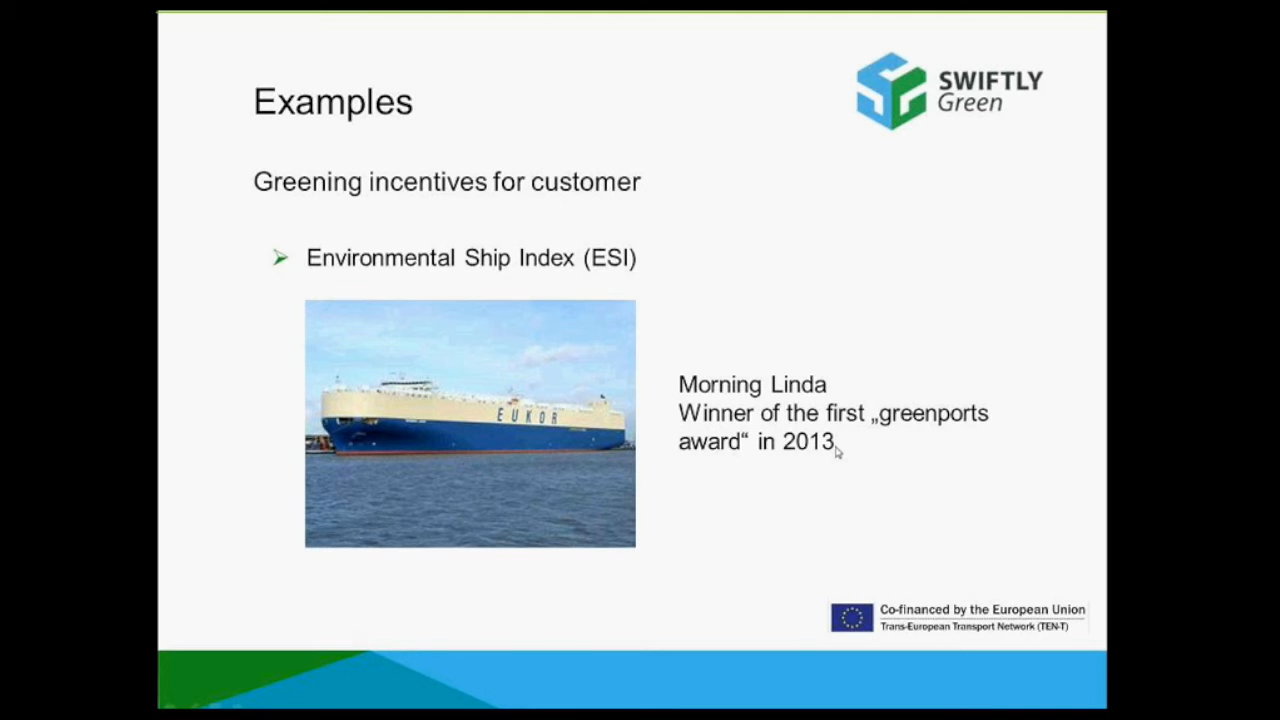 SWIFTLY
Green
Examples
Greening incentives for customer
Environmental Ship Index (ESI)
EUKOR
Morning Linda
Winner of the first „greenports
award“ in 2013
Co-financed by the European Union
Trans-European Transport Network (TEN-T)